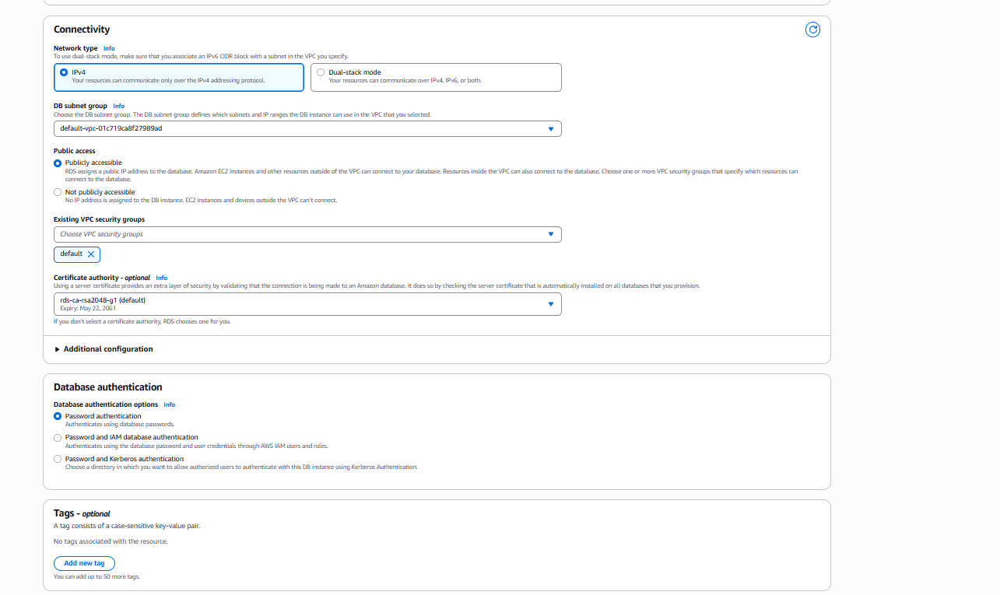 Connectivity
Network type Info
To use dual-stack mode, make sure that you associate an IPv6 CIDR block with a subnet in the VPC you specify.
IPv4
Your resources can communicate only over the IPv4 addressing protocol.
Dual-stack mode
Your resources can communicate over IPv4, IPv6, or both.
DB subnet group Info
Choose the DB subnet group. The DB subnet group defines which subnets and IP ranges the DB instance can use in the VPC that you selected.
default-vpc-01c719ca8f27989ad
Public access
Publicly accessible
RDS assigns a public IP address to the database. Amazon EC2 instances and other resources outside of the VPC can connect to your database. Resources inside the VPC can also connect to the database. Choose one or more VPC security groups that specify which resources can
connect to the database.
Not publicly accessible
No IP address is assigned to the DB instance. EC2 instances and devices outside the VPC can't connect.
Existing VPC security groups
Choose VPC security groups
default
Certificate authority - optional Info
Using a server certificate provides an extra layer of security by validating that the connection is being made to an Amazon database. It does so by checking the server certificate that is automatically installed on all databases that you provision.
rds-ca-rsa2048-g1 (default)
Expiry: May 22, 2061
If you don't select a certificate authority, RDS chooses one for you.
Additional configuration
Database authentication
Database authentication options Info
Password authentication
Authenticates using database passwords.
Password and IAM database authentication
Authenticates using the database password and user credentials through AWS IAM users and roles.
Password and Kerberos authentication
Choose a directory in which you want to allow authorized users to authenticate with this DB instance using Kerberos Authentication.
Tags - optional
A tag consists of a case-sensitive key-value pair.
No tags associated with the resource.
Add new tag
You can add up to 50 more tags.